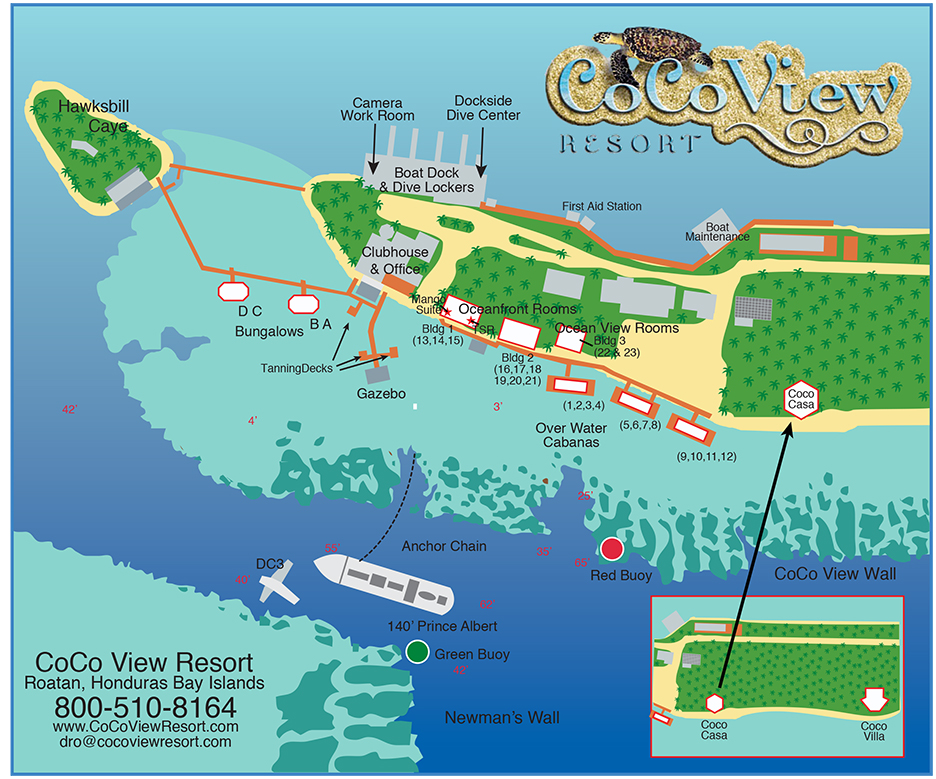 CoCoView
RESORT
Hawksbill
Caye
Camera
Work Room
Dockside
Dive Center
Boat Dock
& Dive Lockers
First Aid Station
Boat
Maintenance
Clubhouse
& Office
Mango
Suite
Oceanfront Rooms
TSR
Ocean View Rooms
Bldg 1
(13,14,15)
Bldg 2
(16,17,18
19,20,21)
Bldg 3
(22 & 23)
D C
B A
Bungalows
TanningDecks
Gazebo
(1,2,3,4)
(5,6,7,8)
(9,10,11,12)
Over Water
Cabanas
Coco
Casa
42'
4'
3'
25'
35'
65'
55'
40'
Anchor Chain
Red Buoy
CoCo View Wall
DC3
140' Prince Albert
Green Buoy
Newman's Wall
CoCo View Resort
Roatan, Honduras Bay Islands
800-510-8164
www.CoCoViewResort.com
dro@cocoviewresort.com
Coco
Casa
Coco
Villa